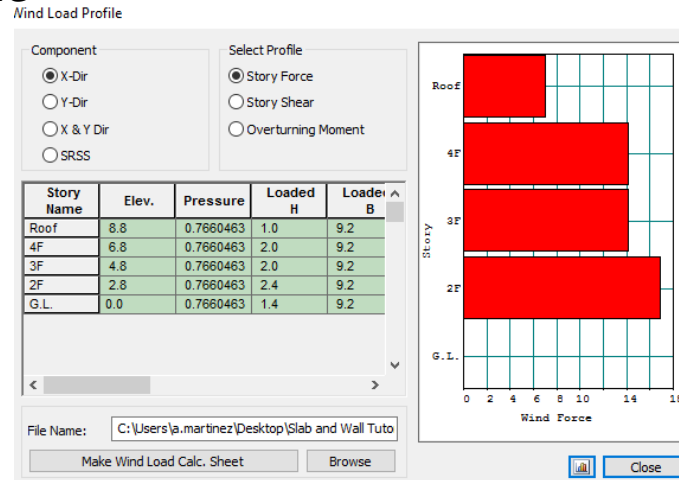 Wind Load Profile
Component
X-Dir
Y-Dir
X & Y Dir
SRSS
Select Profile
Story Force
Story Shear
Overturning Moment
Story Name Elev. Pressure Loaded H Loaded B
Roof 8.8 0.7660463 1.0 9.2
4F 6.8 0.7660463 2.0 9.2
3F 4.8 0.7660463 2.0 9.2
2F 2.8 0.7660463 2.4 9.2
G.L. 0.0 0.7660463 1.4 9.2
File Name: C:\Users\a.martinez\Desktop\Slab and Wall Tuto
Make Wind Load Calc. Sheet Browse
Story
Roof
4F
3F
2F
G.L.
0 2 4 6 8 10 14 18
Wind Force
Close